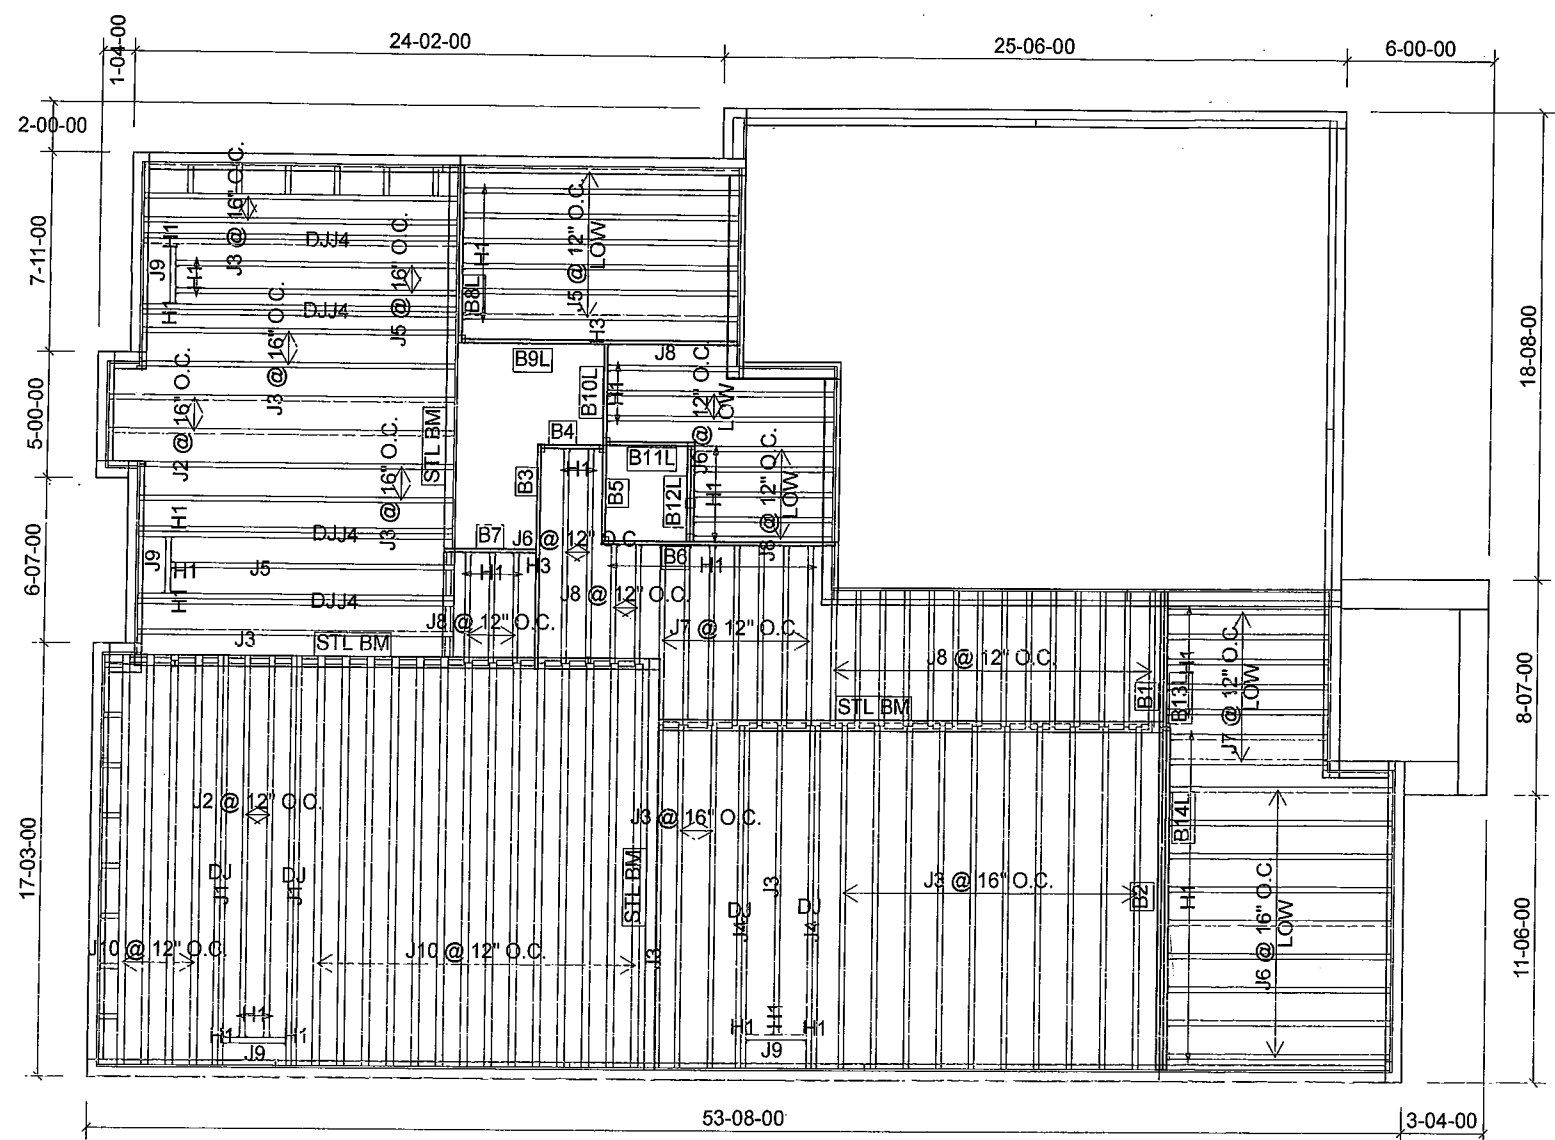 1-04-00
24-02-00
25-06-00
6-00-00
2-00-00
7-11-00
5-00-00
6-07-00
17-03-00
18-08-00
8-07-00
11-06-00
53-08-00
3-04-00
J3 @ 16" O.C.
H1
J9
H1
H1
DJJ4
DJJ4
J5 @ 16" O.C.
J3 @ 16" O.C.
J2 @ 16" O.C.
STL BM
J3 @ 16" O.C.
H1
J9
H1
H1
J5
DJJ4
DJJ4
J3
STL BM
H1
B8L
J5 @ 12" O.C.
LOW
H3
B9L
J8
B10L
H1
J6 @ 12" O.C.
LOW
B4
H1
B3
B11L
B5
B12L
H1
J8 @ 12" O.C.
LOW
B7
J6 @ 12" O.C.
B6
H1
H3
H1
J8 @ 12" O.C.
J8 @ 12" O.C.
J7 @ 12" O.C.
J8 @ 12" O.C.
STL BM
B1
H1
B13L
J7 @ 12" O.C.
LOW
J2 @ 12" O.C.
DJ
J1
DJ
J1
J10 @ 12" O.C.
J10 @ 12" O.C.
STL BM
J3
H1
H1
H1
J9
J3 @ 16" O.C.
J3
DJ
J4
DJ
J4
J3 @ 16" O.C.
B2
H1
H1
H1
J9
B14L
H1
J6 @ 16" O.C.
LOW